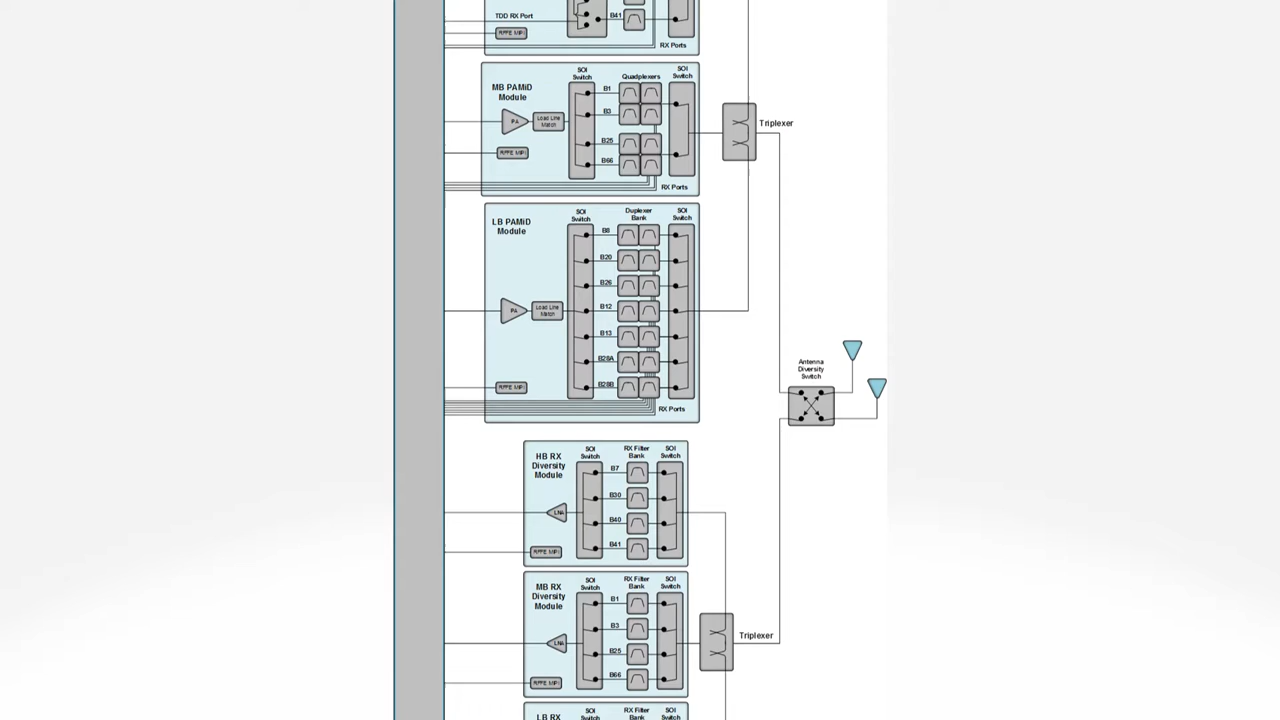 TDD RX Port
B41
RFFE MIPI
RX Ports
MB PAMiD
Module
SOI
Switch
Quadplexers
SOI
Switch
B1
B3
B25
B66
PA
Load Line
Match
RFFE MIPI
RX Ports
Triplexer
LB PAMiD
Module
SOI
Switch
Duplexer
Bank
SOI
Switch
B8
B20
B26
B12
B13
B28A
B28B
PA
Load Line
Match
RFFE MIPI
RX Ports
Antenna
Diversity
Switch
HB RX
Diversity
Module
SOI
Switch
RX Filter
Bank
SOI
Switch
B7
B30
B40
B41
LNA
RFFE MIPI
MB RX
Diversity
Module
SOI
Switch
RX Filter
Bank
SOI
Switch
B1
B3
B25
B66
LNA
RFFE MIPI
Triplexer
LB RX
SOI
Switch
RX Filter
Bank
SOI
Switch